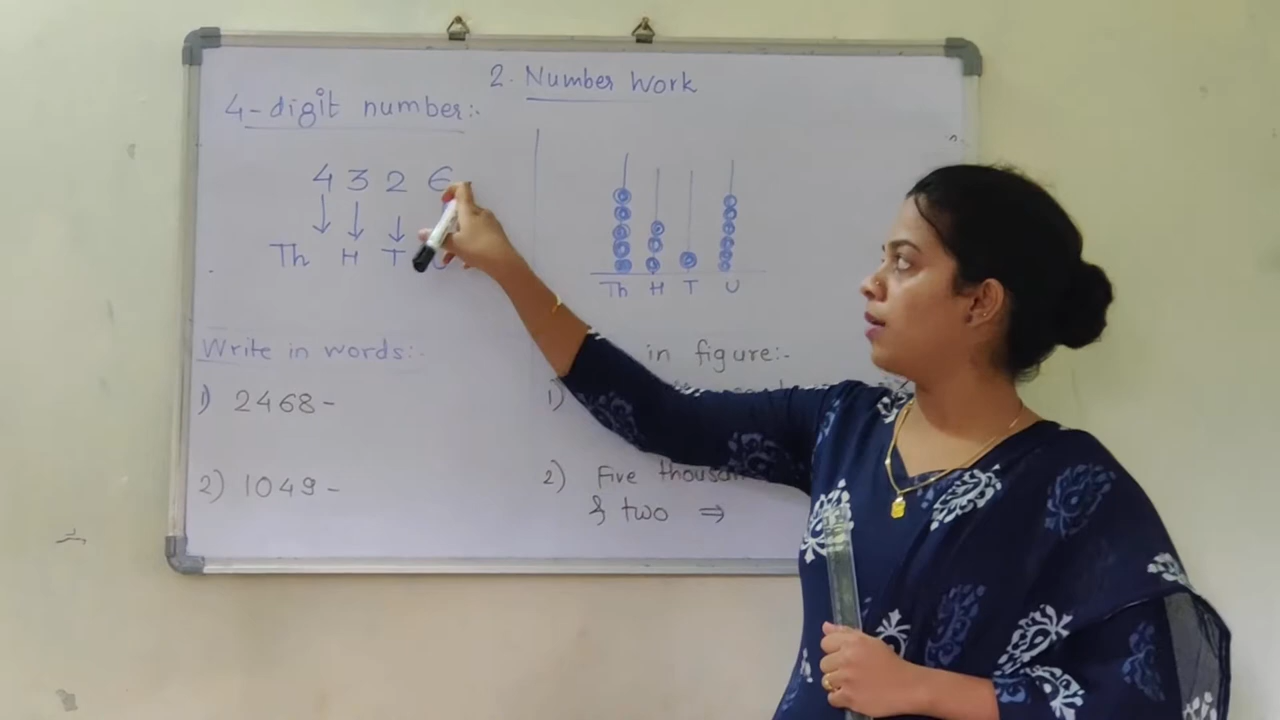 2. Number Work
4-digit number:-
4 3 2 6
Th H T U
Th H T U
Write in words:-
1) 2468-
2) 1049-
in figure:-
1)
2) Five thousand
& two ⇒